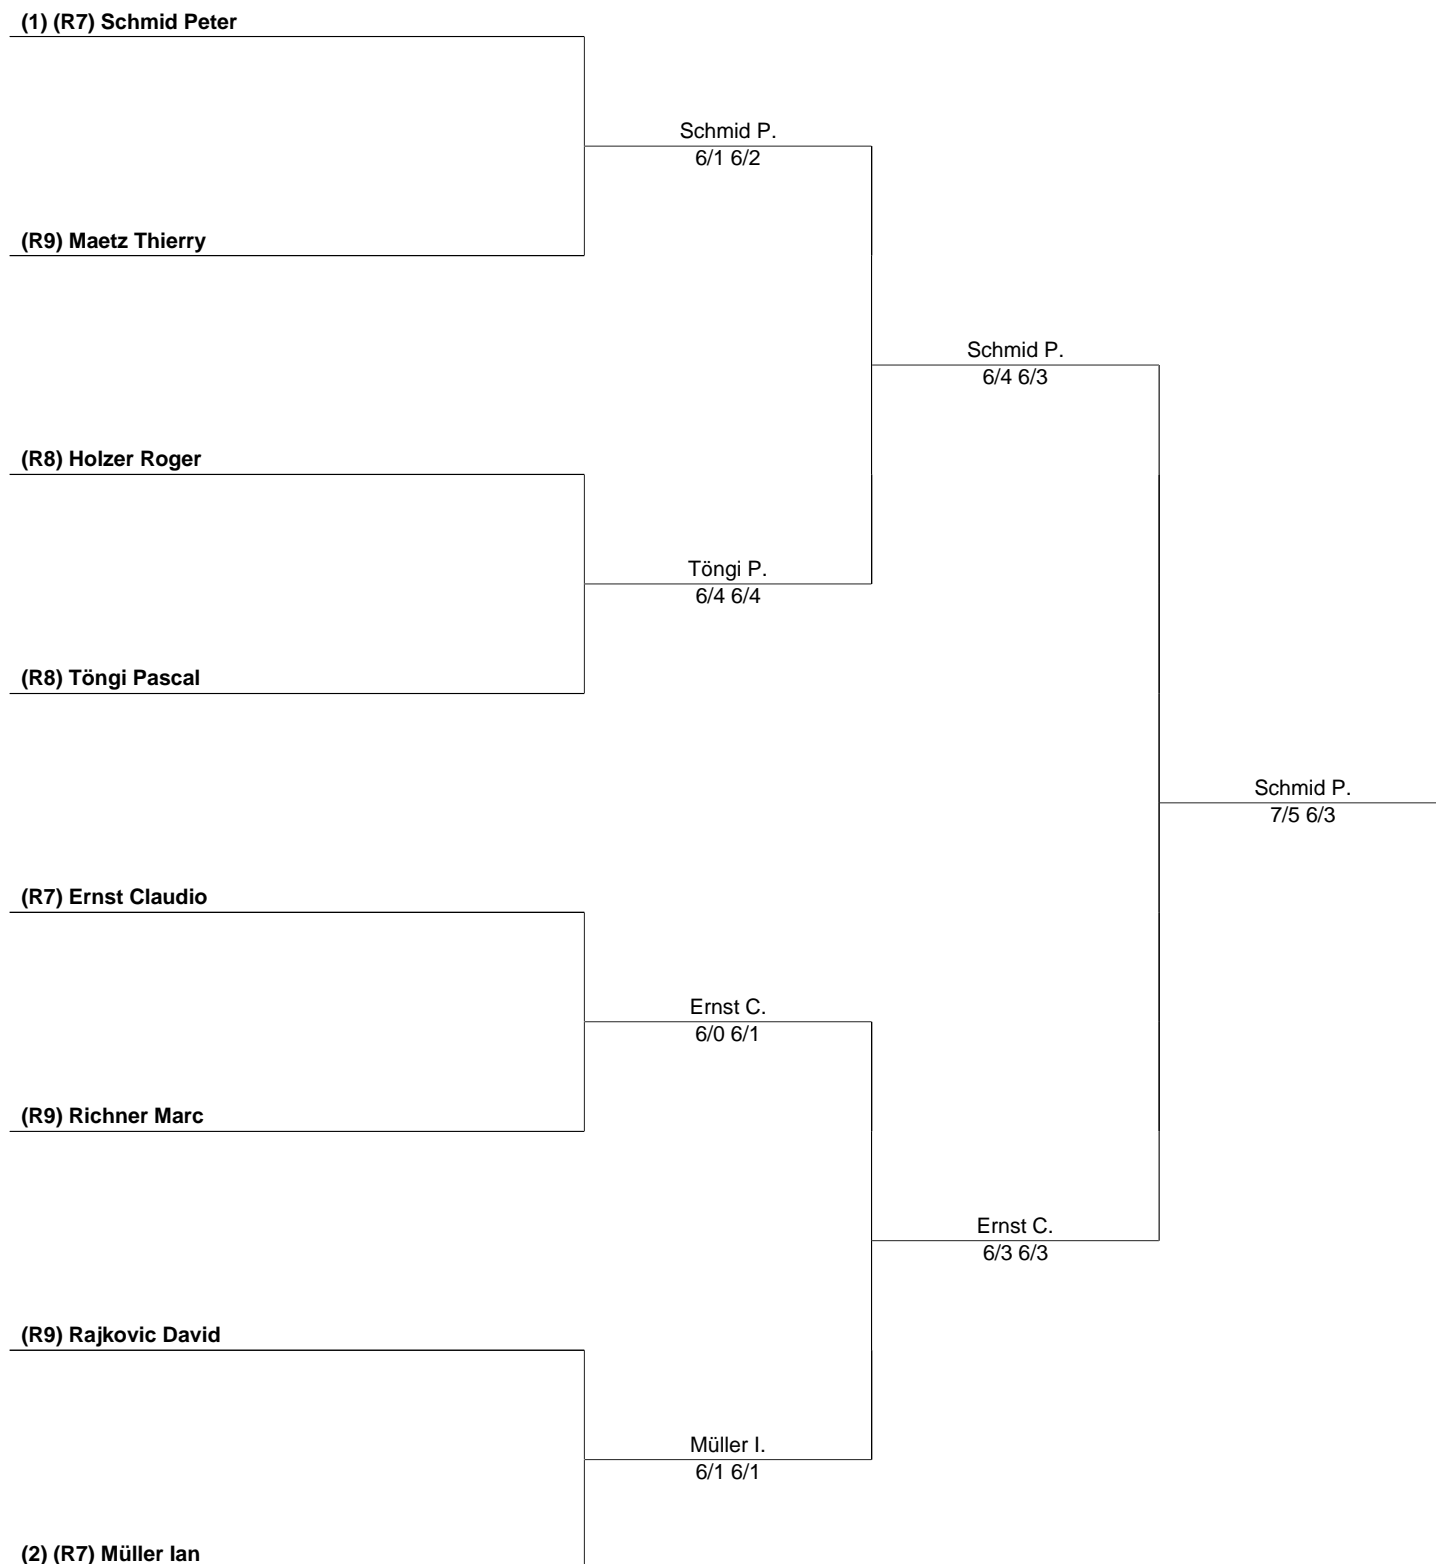 (1) (R7) Schmid Peter
Schmid P.
6/1 6/2
(R9) Maetz Thierry
Schmid P.
6/4 6/3
(R8) Holzer Roger
Töngi P.
6/4 6/4
(R8) Töngi Pascal
Schmid P.
7/5 6/3
(R7) Ernst Claudio
Ernst C.
6/0 6/1
(R9) Richner Marc
Ernst C.
6/3 6/3
(R9) Rajkovic David
Müller I.
6/1 6/1
(2) (R7) Müller Ian